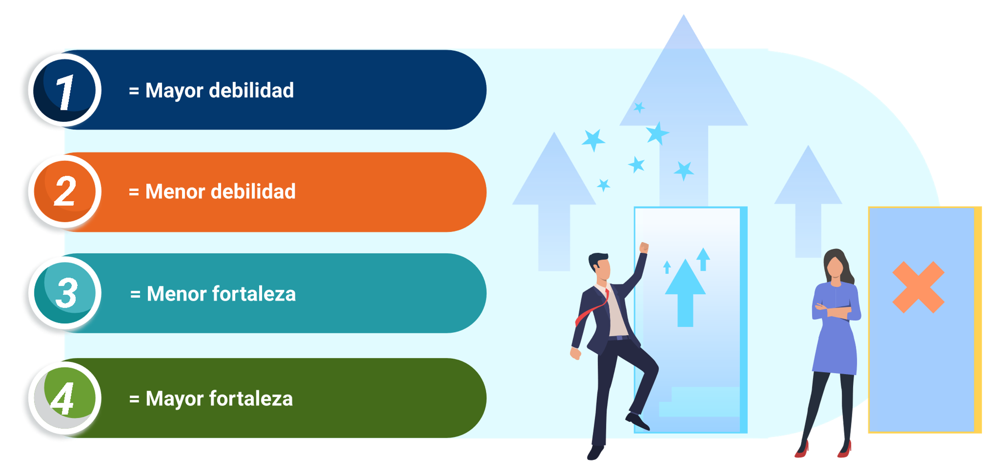 1 = Mayor debilidad
2 = Menor debilidad
3 = Menor fortaleza
4 = Mayor fortaleza